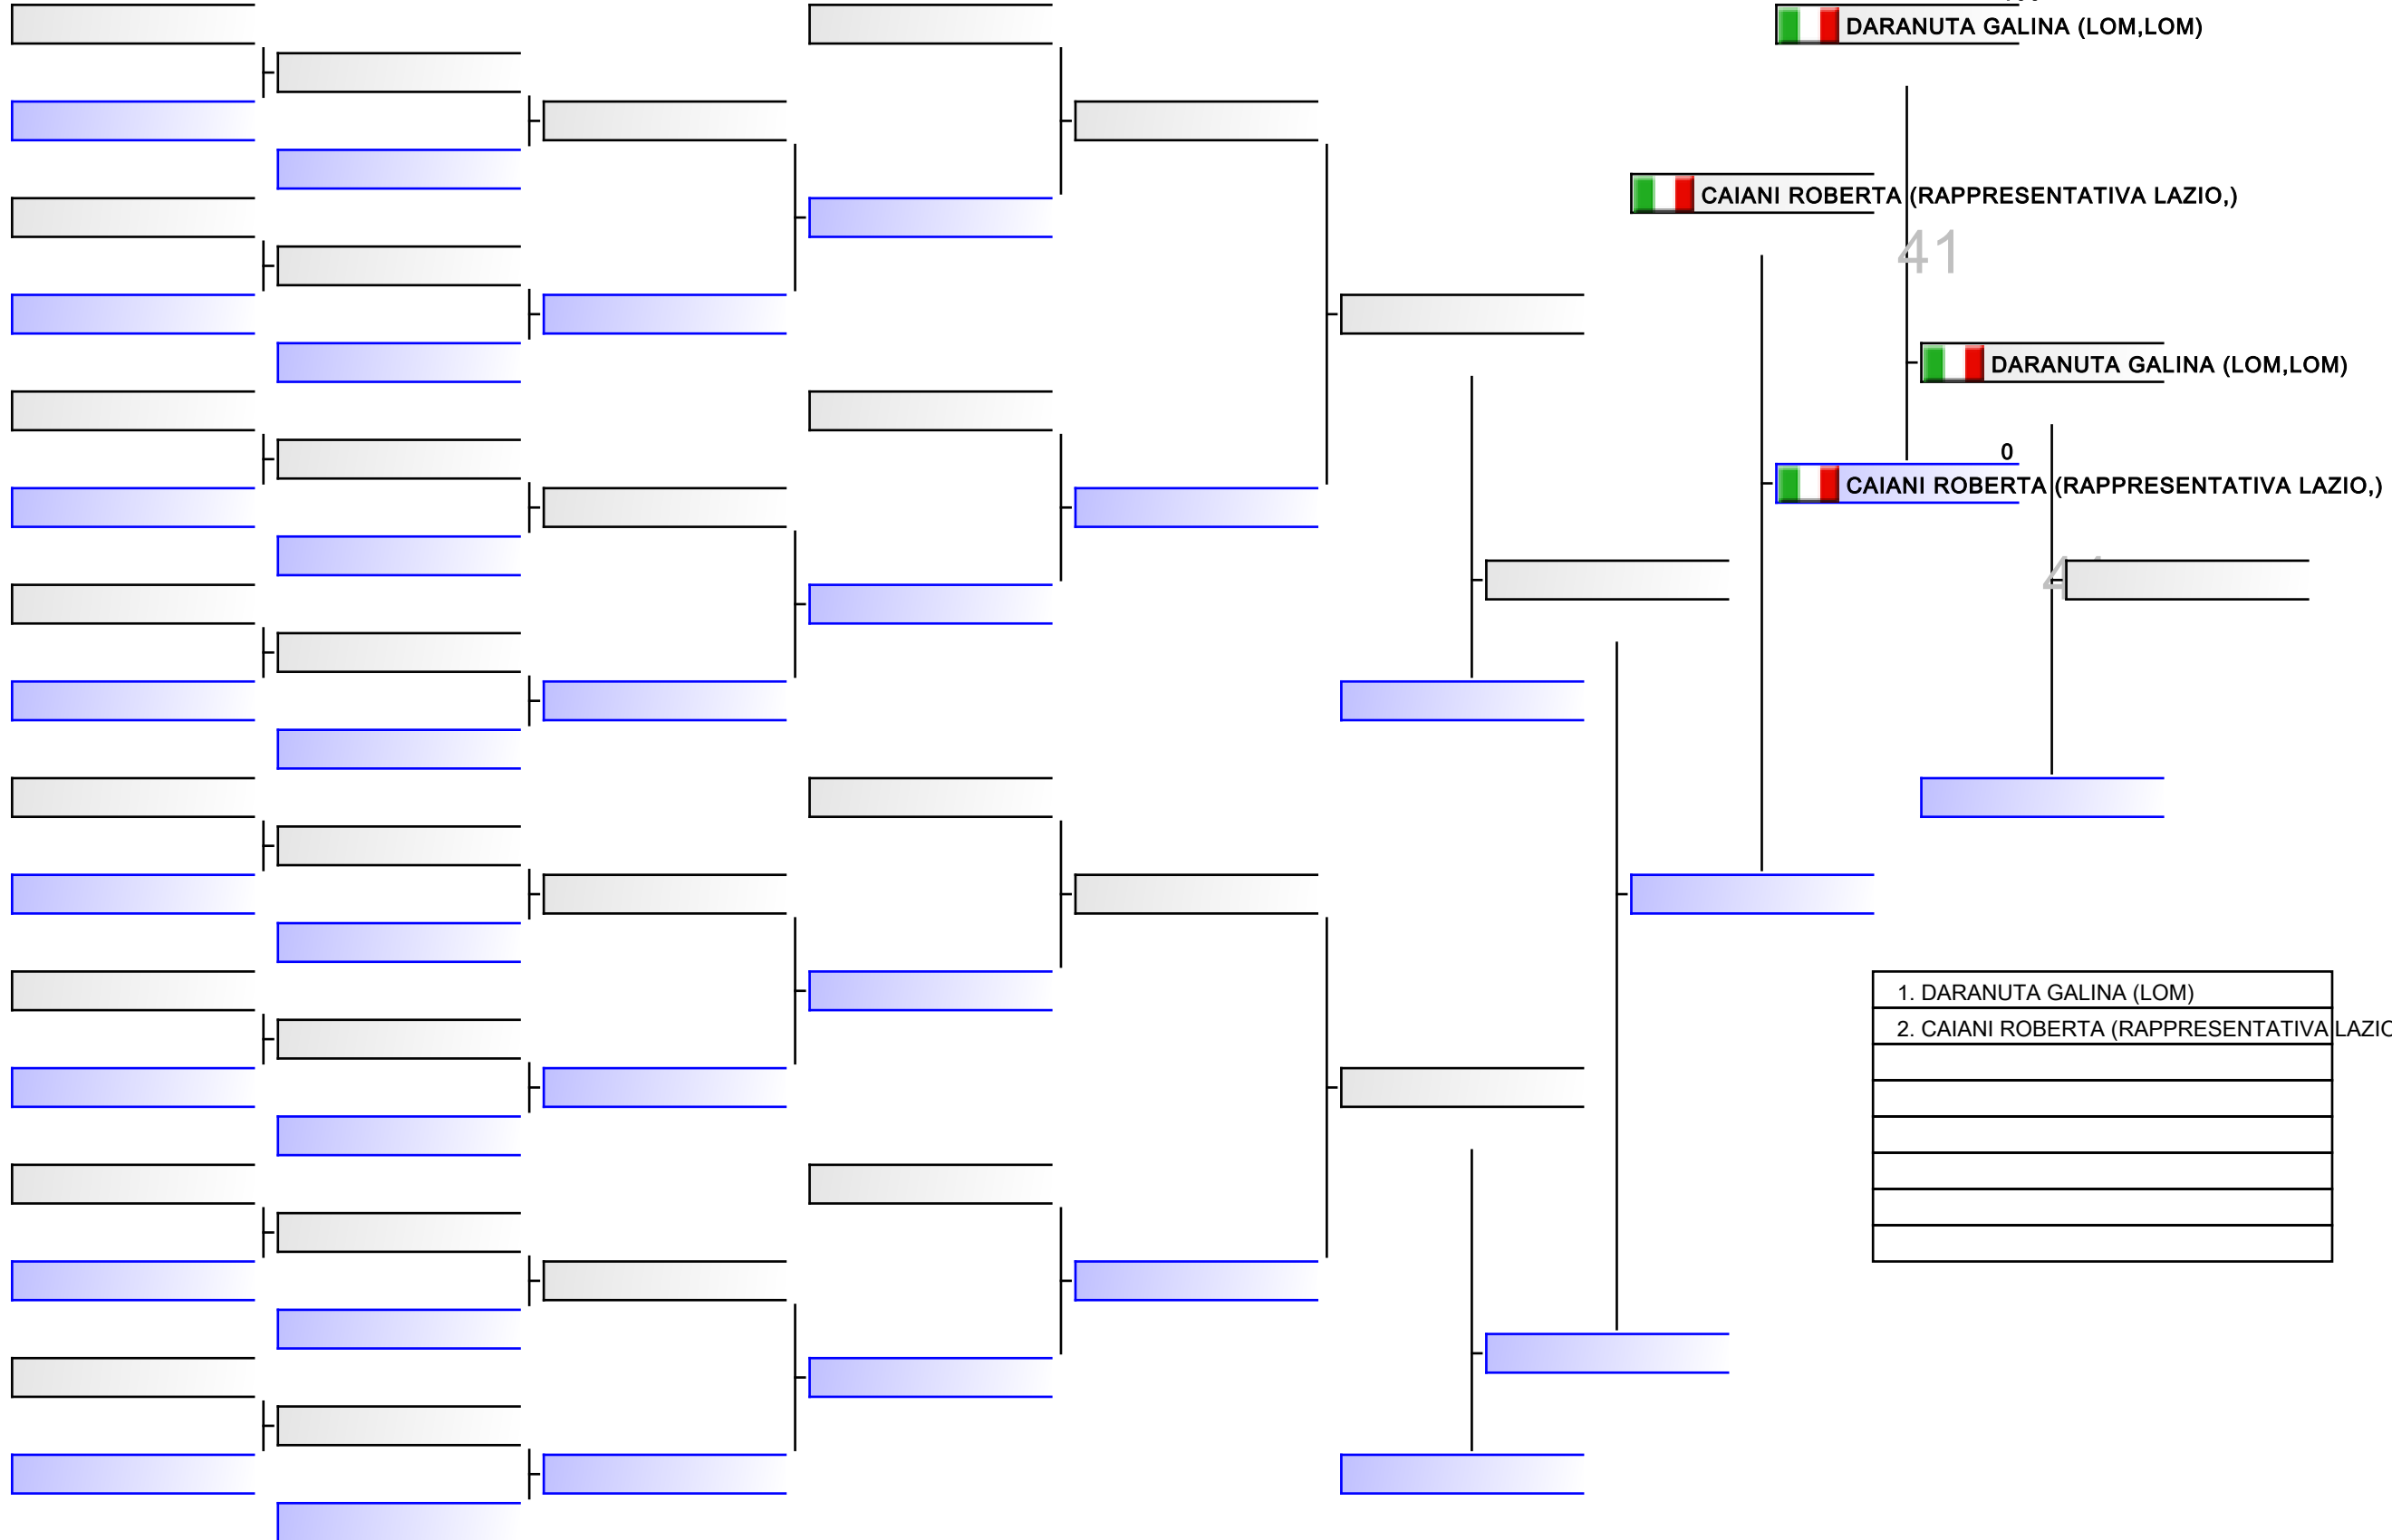 DARANUTA GALINA (LOM,LOM)
CAIANI ROBERTA (RAPPRESENTATIVA LAZIO,)
41
DARANUTA GALINA (LOM,LOM)
0
CAIANI ROBERTA (RAPPRESENTATIVA LAZIO,)
1. DARANUTA GALINA (LOM)
2. CAIANI ROBERTA (RAPPRESENTATIVA LAZIO